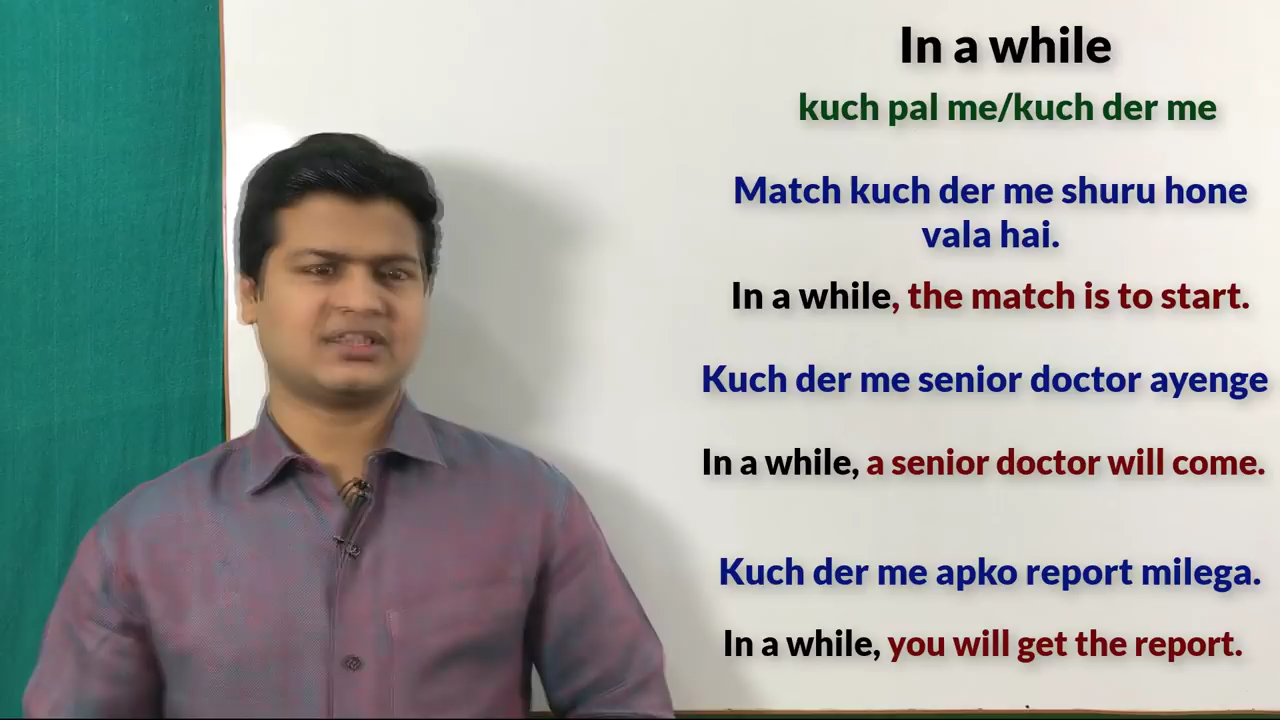 In a while
kuch pal me/kuch der me
Match kuch der me shuru hone
vala hai.
In a while, the match is to start.
Kuch der me senior doctor ayenge
In a while, a senior doctor will come.
Kuch der me apko report milega.
In a while, you will get the report.